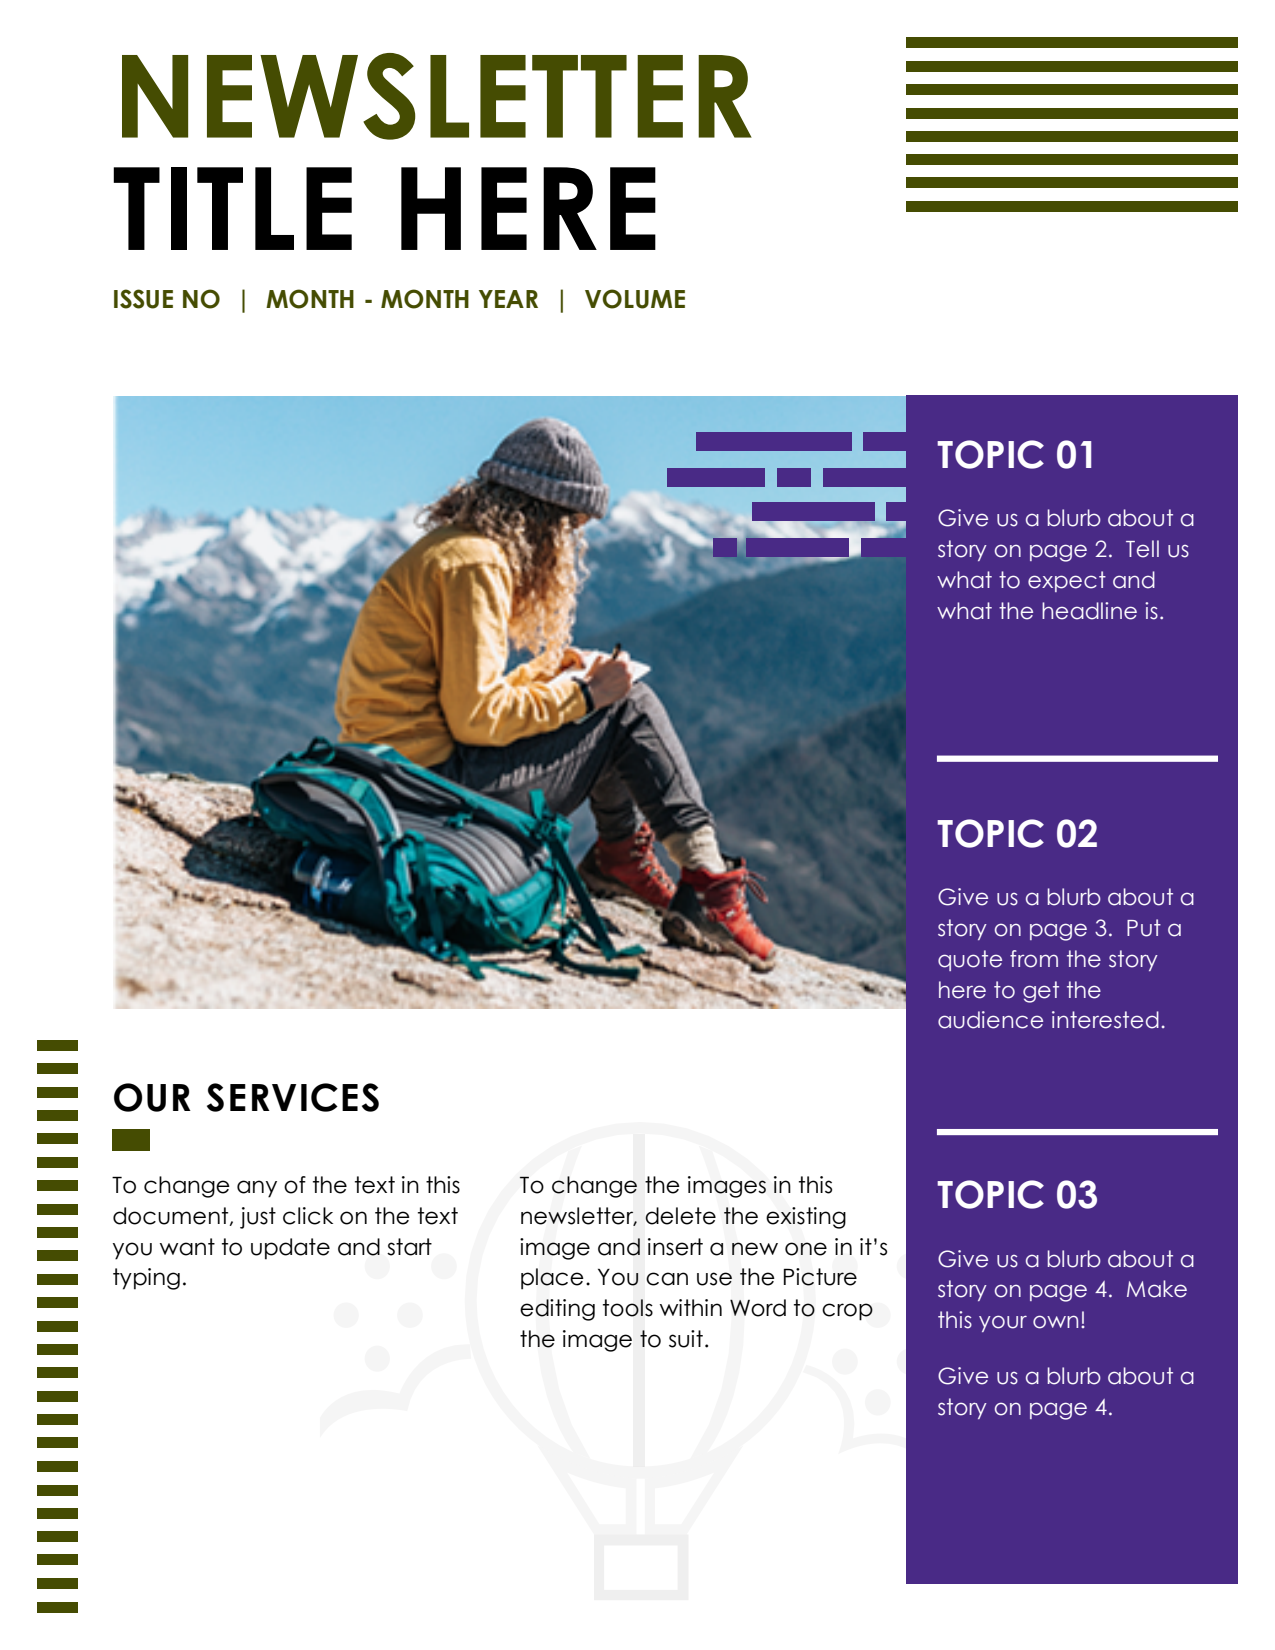 NEWSLETTER
TITLE HERE
ISSUE NO | MONTH - MONTH YEAR | VOLUME
TOPIC 01
Give us a blurb about a
story on page 2. Tell us
what to expect and
what the headline is.
TOPIC 02
Give us a blurb about a
story on page 3. Put a
quote from the story
here to get the
audience interested.
TOPIC 03
Give us a blurb about a
story on page 4. Make
this your own!
Give us a blurb about a
story on page 4.
OUR SERVICES
To change any of the text in this
document, just click on the text
you want to update and start
typing.
To change the images in this
newsletter, delete the existing
image and insert a new one in it’s
place. You can use the Picture
editing tools within Word to crop
the image to suit.